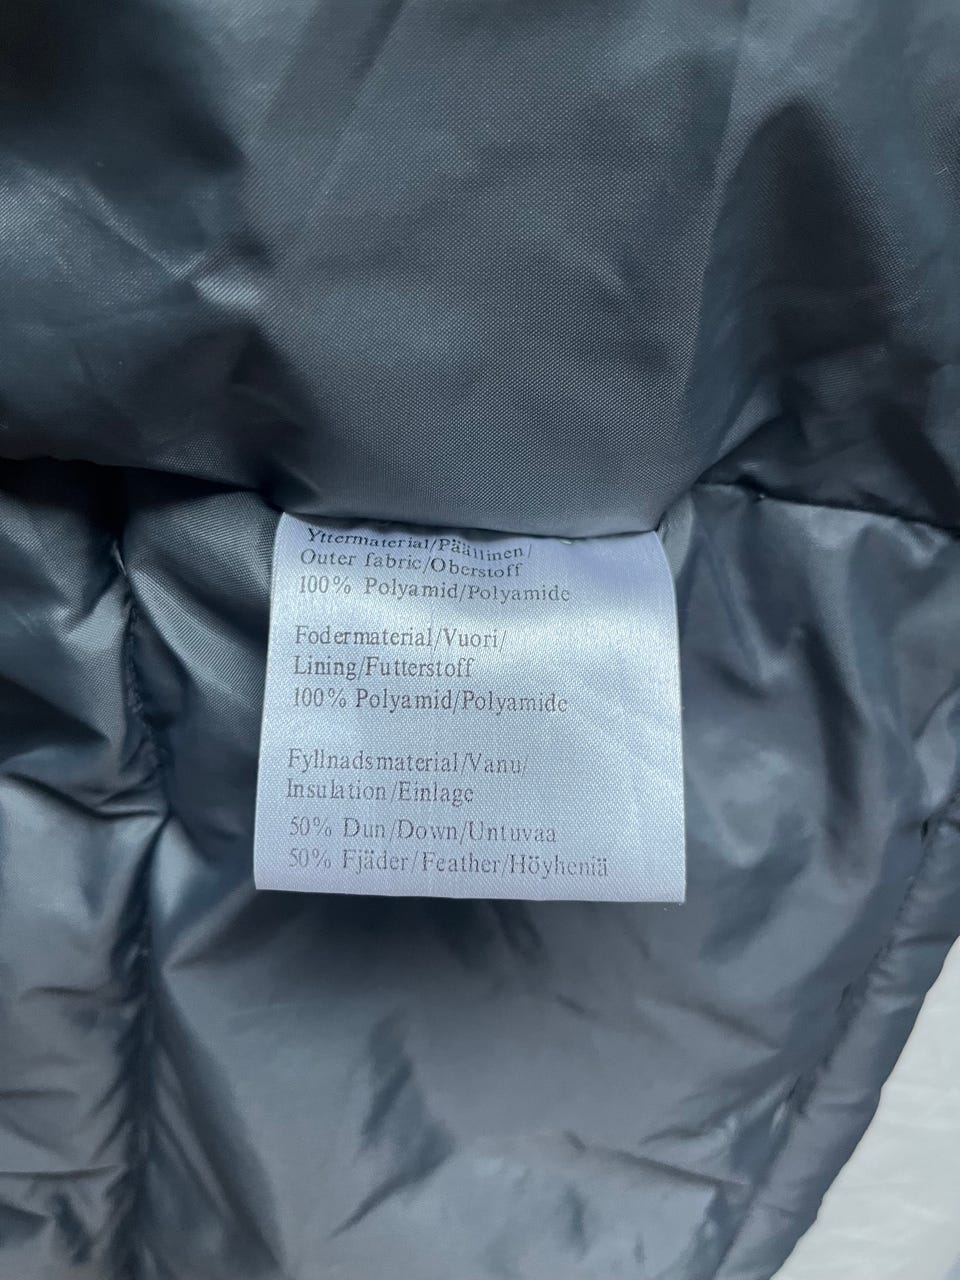 Yttermaterial/Päällinen/
Outer fabric/Oberstoff
100% Polyamid/Polyamide
Fodermaterial/Vuori/
Lining/Futterstoff
100% Polyamid/Polyamide
Fyllnadsmaterial/Vanu/
Insulation/Einlage
50% Dun/Down/Untuvaa
50% Fjäder/Feather/Höyheniä